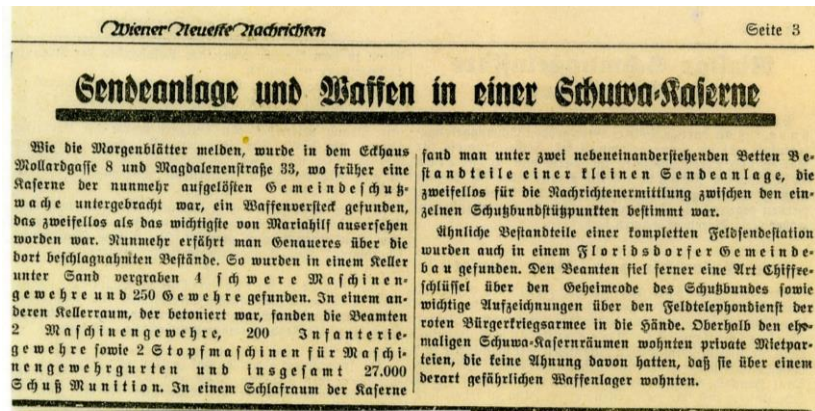 Wiener Neueste Nachrichten
Seite 3
Sendeanlage und Waffen in einer Schuwa-Kaserne
Wie die Morgenblätter melden, wurde in dem Eckhaus
Mollardgasse 8 und Magdalenenstraße 33, wo früher eine
Kaserne der nunmehr aufgelösten Gemeindeschutz-
wache untergebracht war, ein Waffenversteck gefunden,
das zweifellos als das wichtigste von Mariahilf ausersehen
worden war. Nunmehr erfährt man Genaueres über die
dort beschlagnahmten Bestände. So wurden in einem Keller
unter Sand vergraben 4 schwere Maschinen-
gewehre und 250 Gewehre gefunden. In einem an-
deren Kellerraum, der betoniert war, fanden die Beamten
2 Maschinengewehre, 200 Infanterie-
gewehre sowie 2 Stopfmaschinen für Maschi-
nengewehrgurten und insgesamt 27.000
Schuß Munition. In einem Schlafraum der Kaserne
fand man unter zwei nebeneinanderstehenden Betten Be-
standteile einer kleinen Sendeanlage, die
zweifellos für die Nachrichtenermittlung zwischen den ein-
zelnen Schutzbundstützpunkten bestimmt war.
Ähnliche Bestandteile einer kompletten Feldsendestation
wurden auch in einem Floridsdorfer Gemeinde-
bau gefunden. Den Beamten fiel ferner eine Art Chiffre-
schlüssel über den Geheimcode des Schutzbundes sowie
wichtige Aufzeichnungen über den Feldtelephondienst der
roten Bürgerkriegsarmee in die Hände. Oberhalb den ehe-
maligen Schuwa-Kasernräumen wohnten private Mietpar-
teien, die keine Ahnung davon hatten, daß sie über einem
derart gefährlichen Waffenlager wohnten.